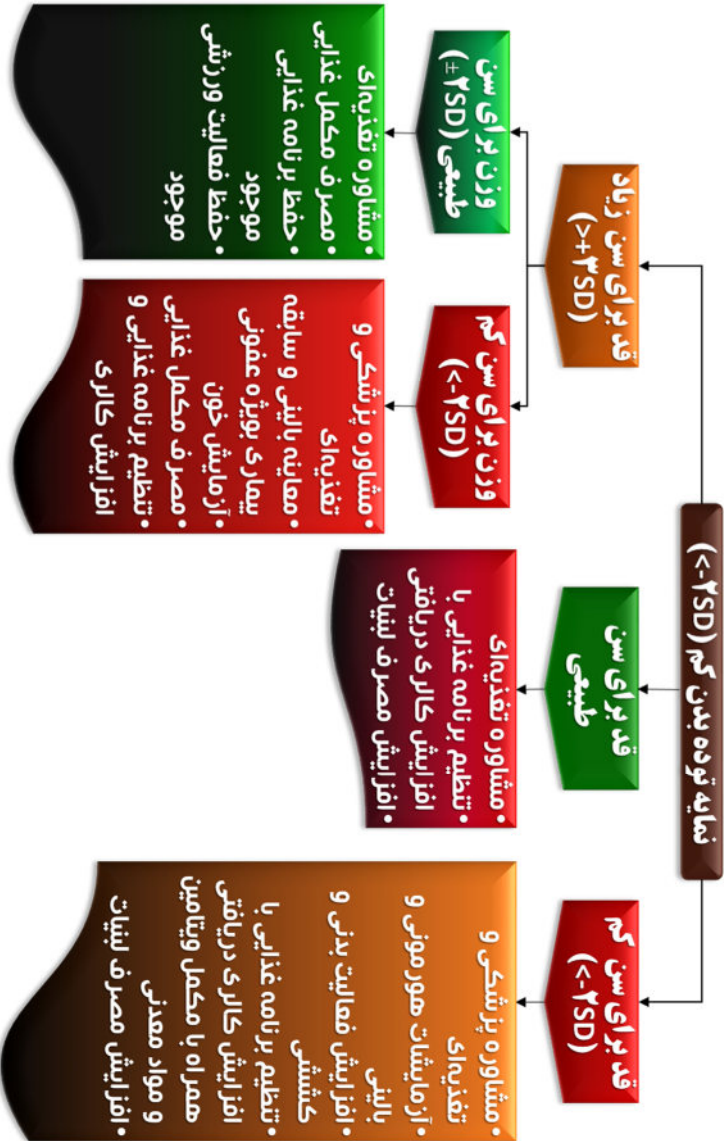 نمایه توده بدن کم (<-۲SD)
قد برای سن کم
(<-۲SD)
•مشاوره پزشکی و
تغذیه‌ای
•آزمایشات هورمونی و
بالینی
•افزایش فعالیت بدنی و
کششی
•تنظیم برنامه غذایی با
افزایش کالری دریافتی
همراه با مکمل ویتامین
و مواد معدنی
•افزایش مصرف لبنیات
قد برای سن
طبیعی
•مشاوره تغذیه‌ای
•تنظیم برنامه غذایی با
افزایش کالری دریافتی
•افزایش مصرف لبنیات
قد برای سن زیاد
(>+۳SD)
وزن برای سن کم
(<-۲SD)
•مشاوره پزشکی و
تغذیه‌ای
•معاینه بالینی و سابقه
بیماری بویژه عفونی
•آزمایش خون
•مصرف مکمل غذایی
•تنظیم برنامه غذایی و
افزایش کالری
وزن برای سن
طبیعی (±۲SD)
•مشاوره تغذیه‌ای
•مصرف مکمل غذایی
•حفظ برنامه غذایی
موجود
•حفظ فعالیت ورزشی
موجود